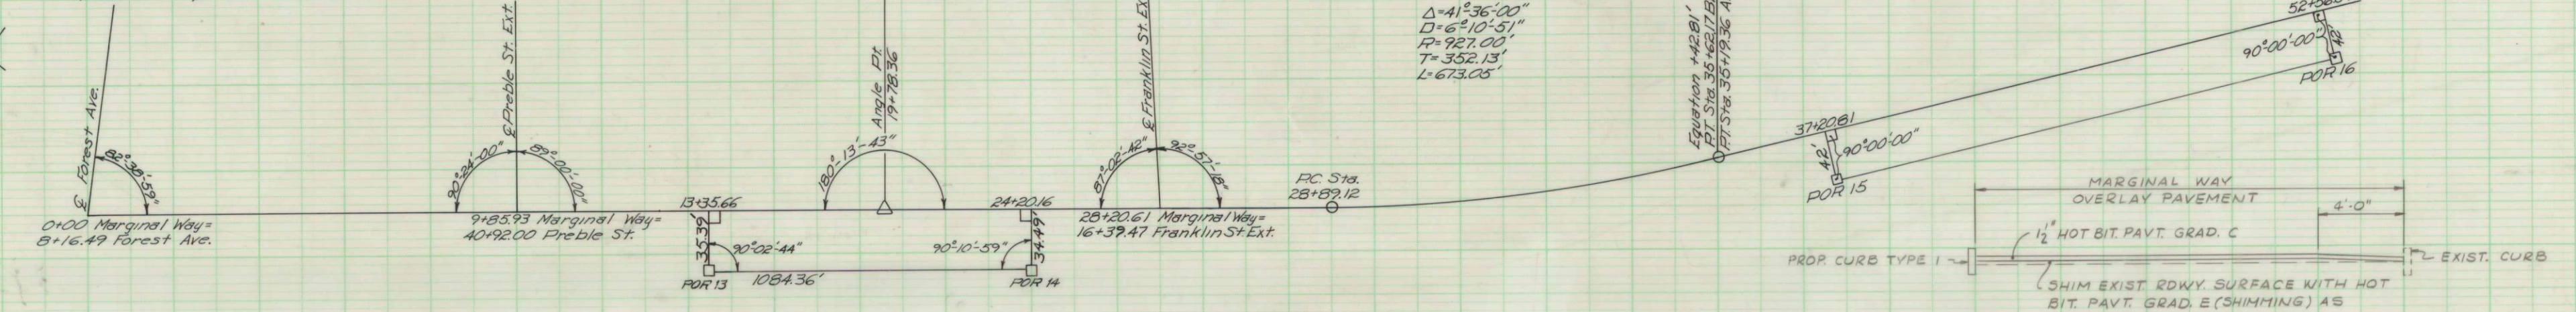 ℄ Forest Ave.
82°-38'-59"
0+00 Marginal Way=
8+16.49 Forest Ave.
℄ Preble St. Ext.
90°-24'-00"
89°-0'-00"
9+85.93 Marginal Way=
40+92.00 Preble St.
13+35.66
35.39'
90°-02'-44"
POR 13
1084.36'
Angle Pt.
19+78.36
180°-13'-43"
24+20.16
34.49'
90°-10'-59"
POR 14
℄ Franklin St. Ex
87°-02'-42"
92°-57'-18"
28+20.61 Marginal Way=
16+39.47 Franklin St. Ext.
P.C. Sta.
28+89.12
Δ=41°-36'-00"
D=6°-10'-51"
R=927.00'
T=352.13'
L=673.05'
Equation +42.81'
P.T. Sta. 35+62.17 B
P.T. Sta. 35+19.36 A
37+20.81
42'
90°-00'-00"
POR 15
90°-00'-00"
42'
POR 16
MARGINAL WAY
OVERLAY PAVEMENT
4'-0"
1½" HOT BIT. PAVT. GRAD. C
PROP. CURB TYPE 1
EXIST. CURB
SHIM EXIST. RDWY. SURFACE WITH HOT
BIT. PAVT. GRAD. E (SHIMMING) AS